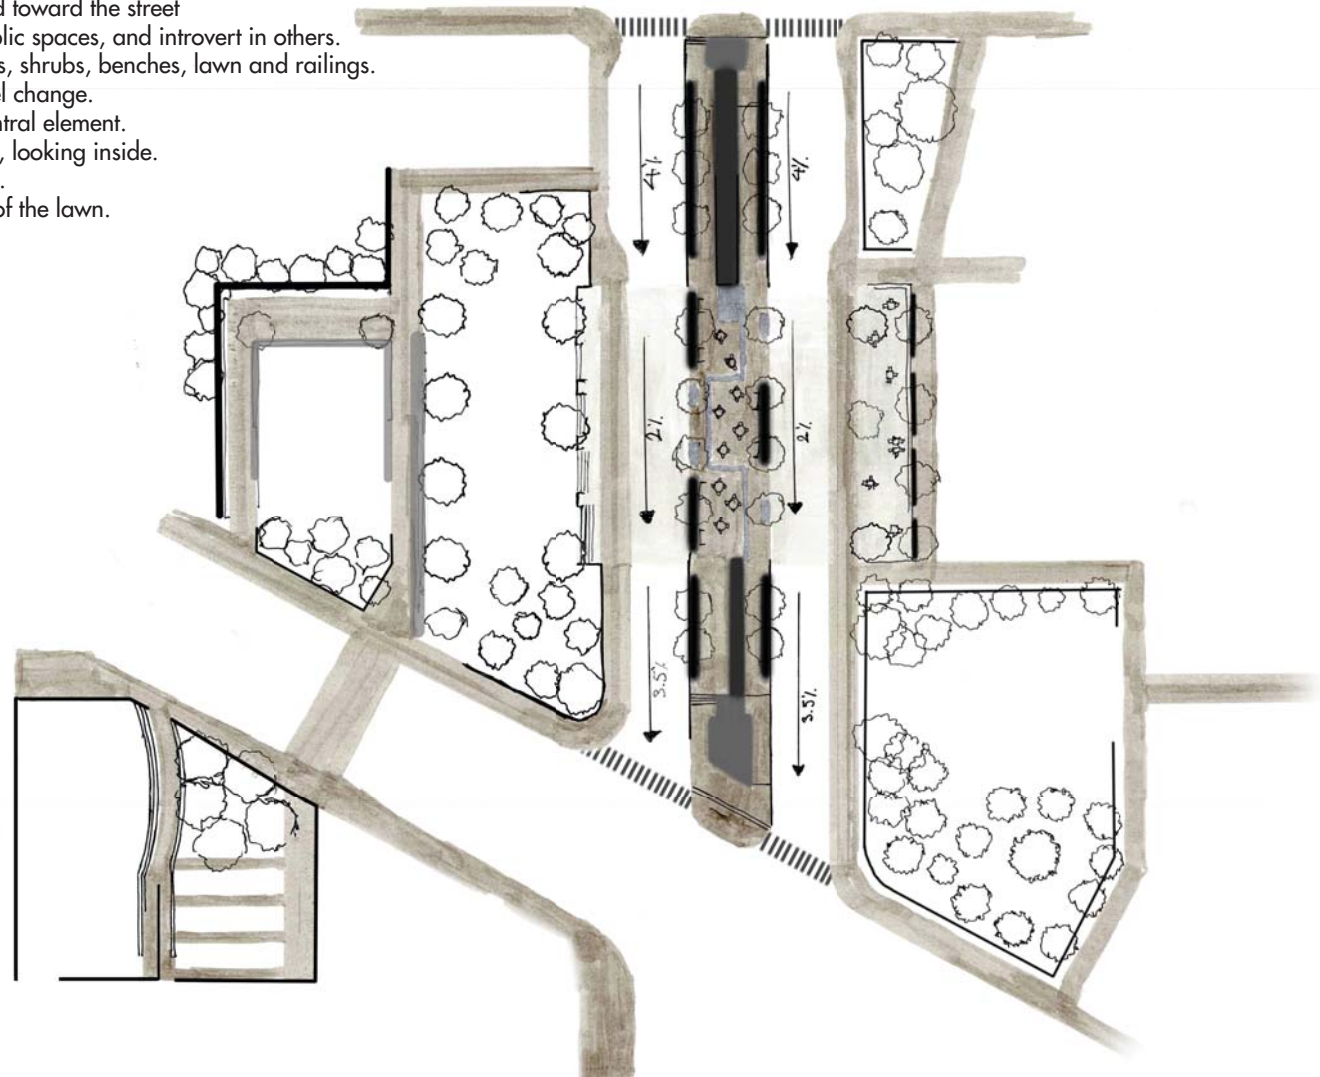 d toward the street
lic spaces, and introvert in others.
s, shrubs, benches, lawn and railings.
el change.
ntral element.
, looking inside.
.
of the lawn.
4%
4%
2%
2%
3.5%
3.5%